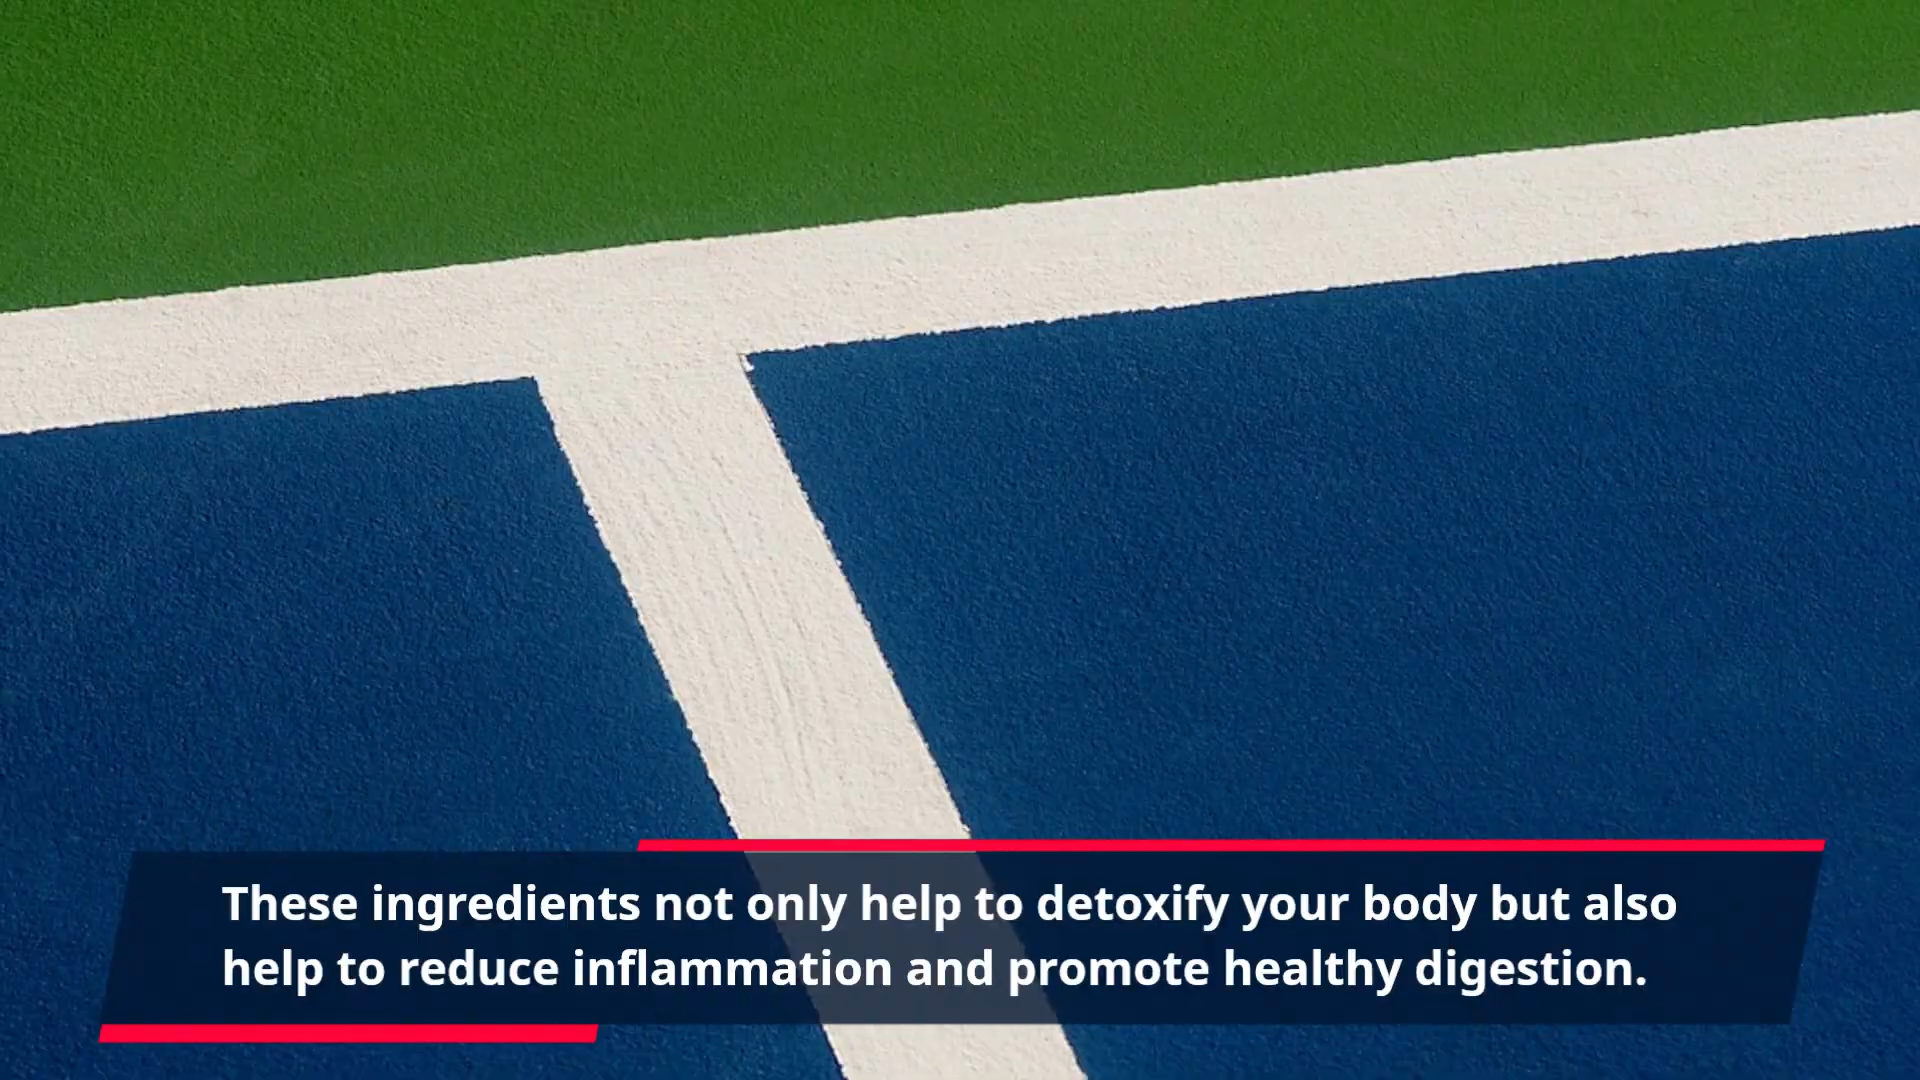 These ingredients not only help to detoxify your body but also
help to reduce inflammation and promote healthy digestion.